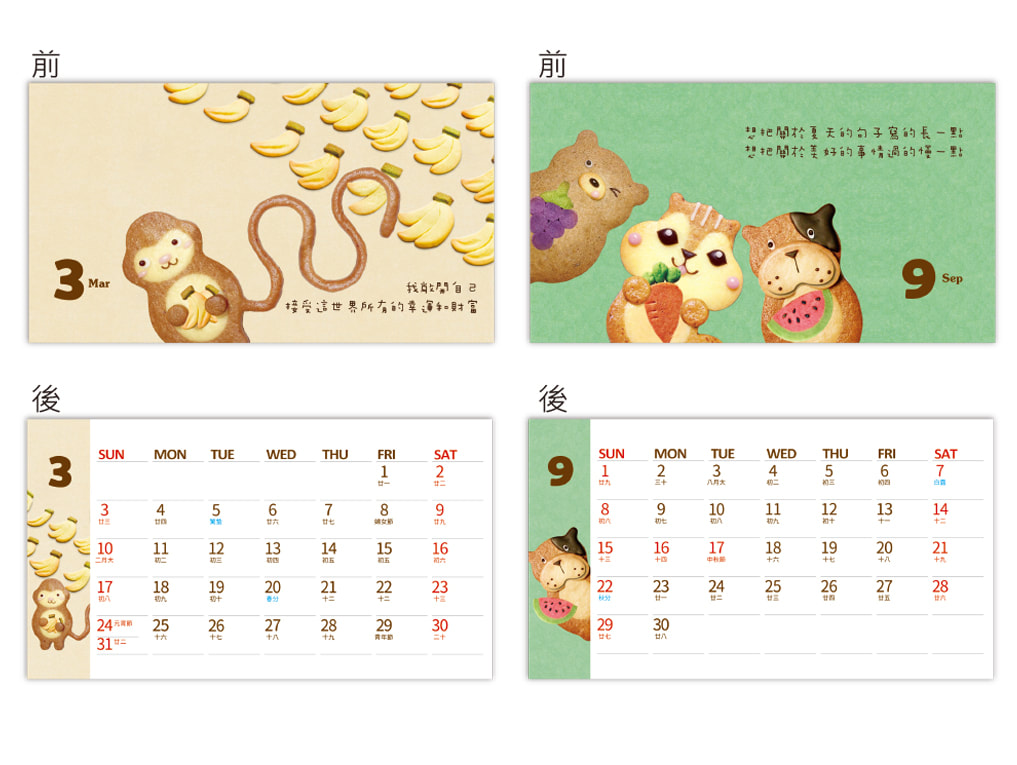 前
3 Mar
我敞開自己
接受這世界所有的幸運和財富
前
想把關於夏天的句子寫的長一點
想把關於美好的事情過的慢一點
9 Sep
後
3
SUN MON TUE WED THU FRI SAT
1 2
廿一 廿二
3 4 5 6 7 8 9
廿三 廿四 驚蟄 廿六 廿七 婦女節 廿九
10 11 12 13 14 15 16
二月大 初二 初三 初四 初五 初五 初六
17 18 19 20 21 22 23
初八 初九 初十 春分 十二 十二 十三
24 元宵節 25 26 27 28 29 30
十六 十七 十八 十九 青年節 二十
31 廿二
後
9
SUN MON TUE WED THU FRI SAT
1 2 3 4 5 6 7
廿九 三十 八月大 初二 初三 初四 白露
8 9 10 11 12 13 14
初六 初七 初八 初九 初十 十一 十二
15 16 17 18 19 20 21
十三 十四 中秋節 十六 十七 十八 十九
22 23 24 25 26 27 28
秋分 廿一 廿二 廿三 廿四 廿五 廿六
29 30
廿七 廿八